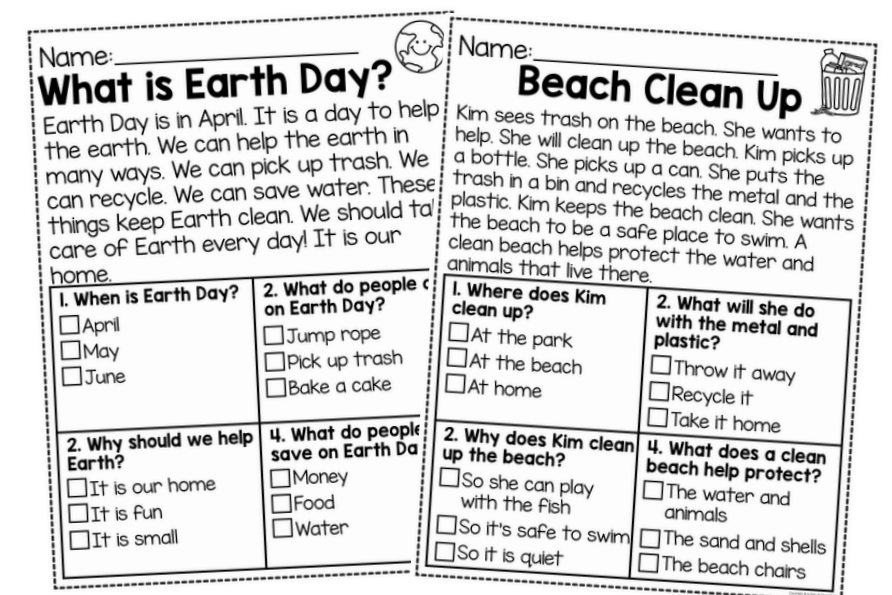 Name:
What is Earth Day?
Earth Day is in April. It is a day to help
the earth. We can help the earth in
many ways. We can pick up trash. We
can recycle. We can save water. These
things keep Earth clean. We should ta
care of Earth every day! It is our
home.
1. When is Earth Day?
April
May
June
2. What do people
on Earth Day?
Jump rope
Pick up trash
Bake a cake
2. Why should we help
Earth?
It is our home
It is fun
It is small
4. What do people
save on Earth Da
Money
Food
Water
Name:
Beach Clean Up
Kim sees trash on the beach. She wants to
help. She will clean up the beach. Kim picks up
a bottle. She picks up a can. She puts the
trash in a bin and recycles the metal and the
plastic. Kim keeps the beach clean. She wants
the beach to be a safe place to swim. A
clean beach helps protect the water and
animals that live there.
1. Where does Kim
clean up?
At the park
At the beach
At home
2. What will she do
with the metal and
plastic?
Throw it away
Recycle it
Take it home
2. Why does Kim clean
up the beach?
So she can play
with the fish
So it's safe to swim
So it is quiet
4. What does a clean
beach help protect?
The water and
animals
The sand and shells
The beach chairs